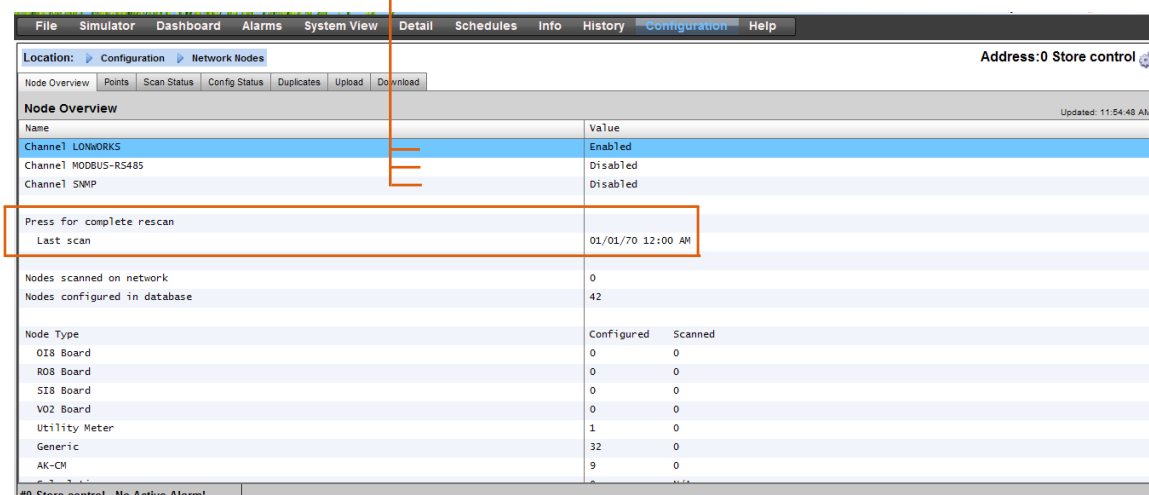 File Simulator Dashboard Alarms System View Detail Schedules Info History Configuration Help
Location: Configuration Network Nodes Address:0 Store control
Node Overview Points Scan Status Config Status Duplicates Upload Download
Node Overview Updated: 11:54:48 AM
Name Value
Channel LONWORKS Enabled
Channel MODBUS-RS485 Disabled
Channel SNMP Disabled
Press for complete rescan
Last scan 01/01/70 12:00 AM
Nodes scanned on network 0
Nodes configured in database 42
Node Type Configured Scanned
OI8 Board 0 0
RO8 Board 0 0
SI8 Board 0 0
VO2 Board 0 0
Utility Meter 1 0
Generic 32 0
AK-CM 9 0
#0 Store control No Active Alarm!